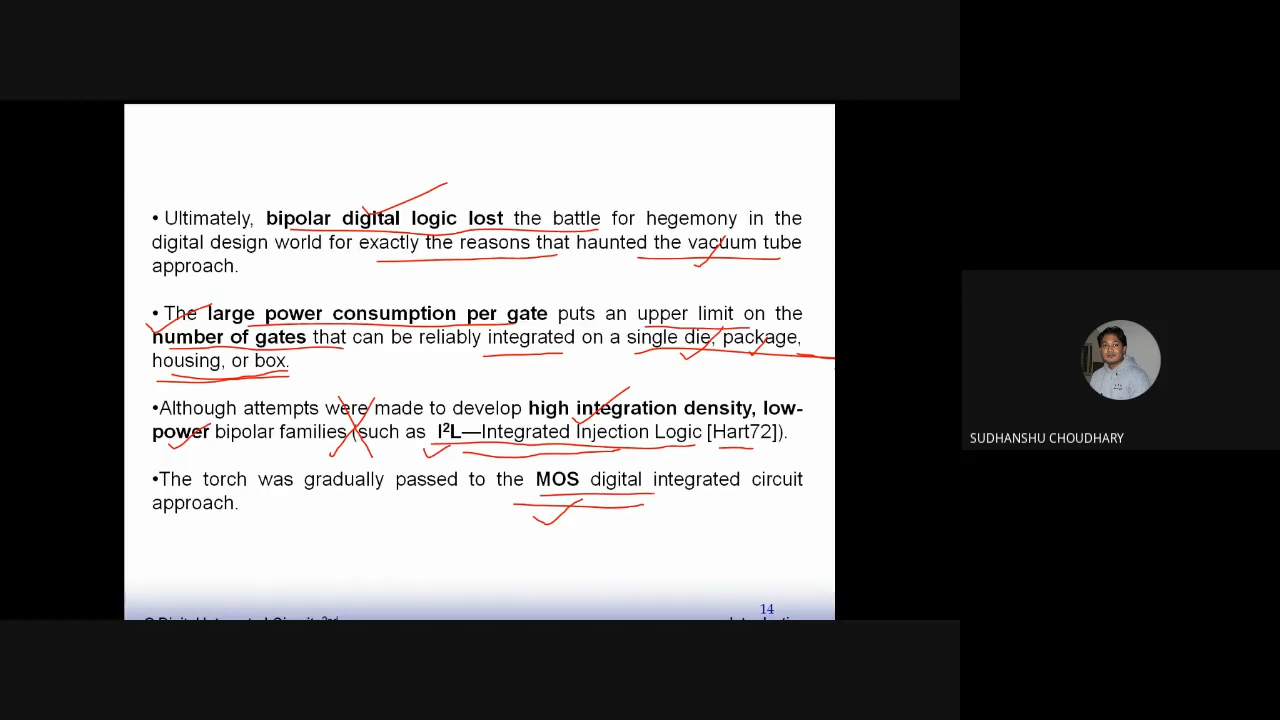 • Ultimately, bipolar digital logic lost the battle for hegemony in the
digital design world for exactly the reasons that haunted the vacuum tube
approach.
• The large power consumption per gate puts an upper limit on the
number of gates that can be reliably integrated on a single die, package,
housing, or box.
•Although attempts were made to develop high integration density, low-
power bipolar families (such as I²L—Integrated Injection Logic [Hart72]).
•The torch was gradually passed to the MOS digital integrated circuit
approach.
14
SUDHANSHU CHOUDHARY